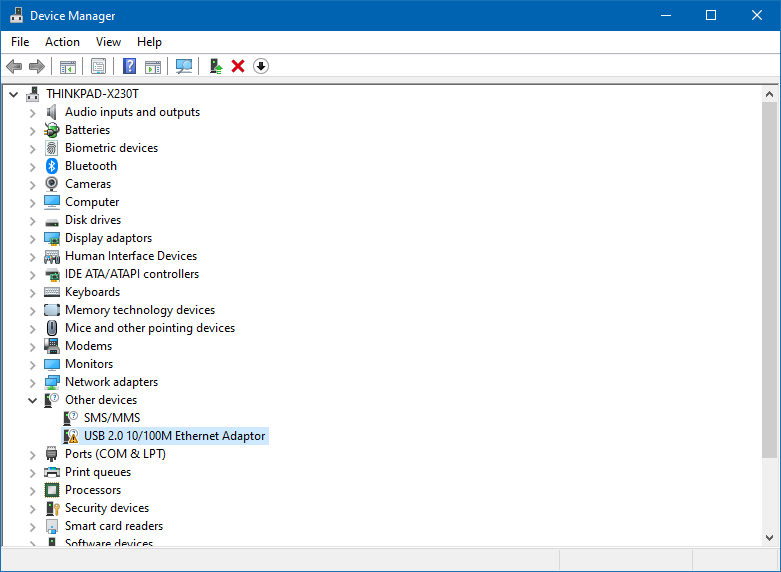 Device Manager
File Action View Help
THINKPAD-X230T
Audio inputs and outputs
Batteries
Biometric devices
Bluetooth
Cameras
Computer
Disk drives
Display adaptors
Human Interface Devices
IDE ATA/ATAPI controllers
Keyboards
Memory technology devices
Mice and other pointing devices
Modems
Monitors
Network adapters
Other devices
SMS/MMS
USB 2.0 10/100M Ethernet Adaptor
Ports (COM & LPT)
Print queues
Processors
Security devices
Smart card readers
Software devices